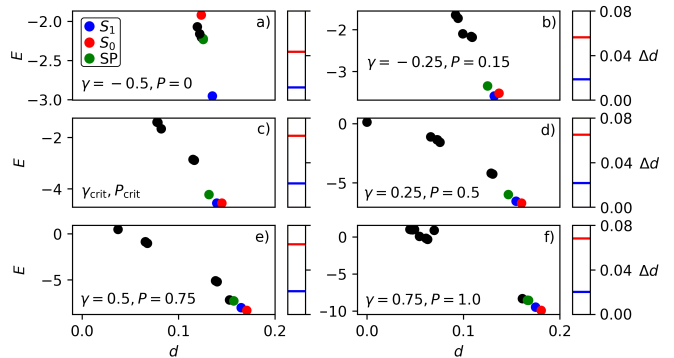 −2.0
−2.5
−3.0
E
S₁
S₀
SP
a)
γ = −0.5, P = 0
−2
−3
b)
γ = −0.25, P = 0.15
0.08
0.04
0.00
Δd
−2
−4
E
c)
γcrit, Pcrit
0
−5
d)
γ = 0.25, P = 0.5
0.08
0.04
0.00
Δd
0
−5
E
e)
γ = 0.5, P = 0.75
0.0
0.1
0.2
d
0
−5
−10
f)
γ = 0.75, P = 1.0
0.0
0.1
0.2
d
0.08
0.04
0.00
Δd